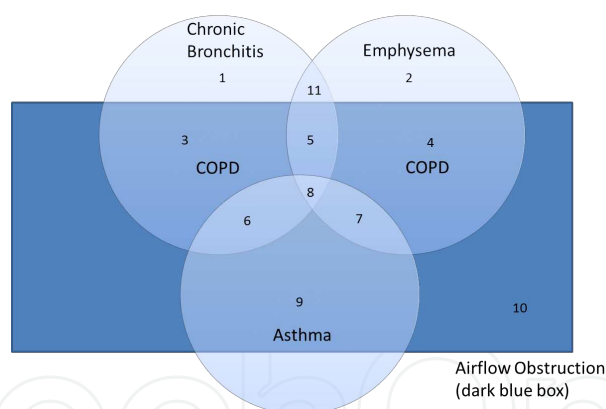 Chronic
Bronchitis
Emphysema
1
2
11
3
5
4
COPD
COPD
8
6
7
9
10
Asthma
Airflow Obstruction
(dark blue box)